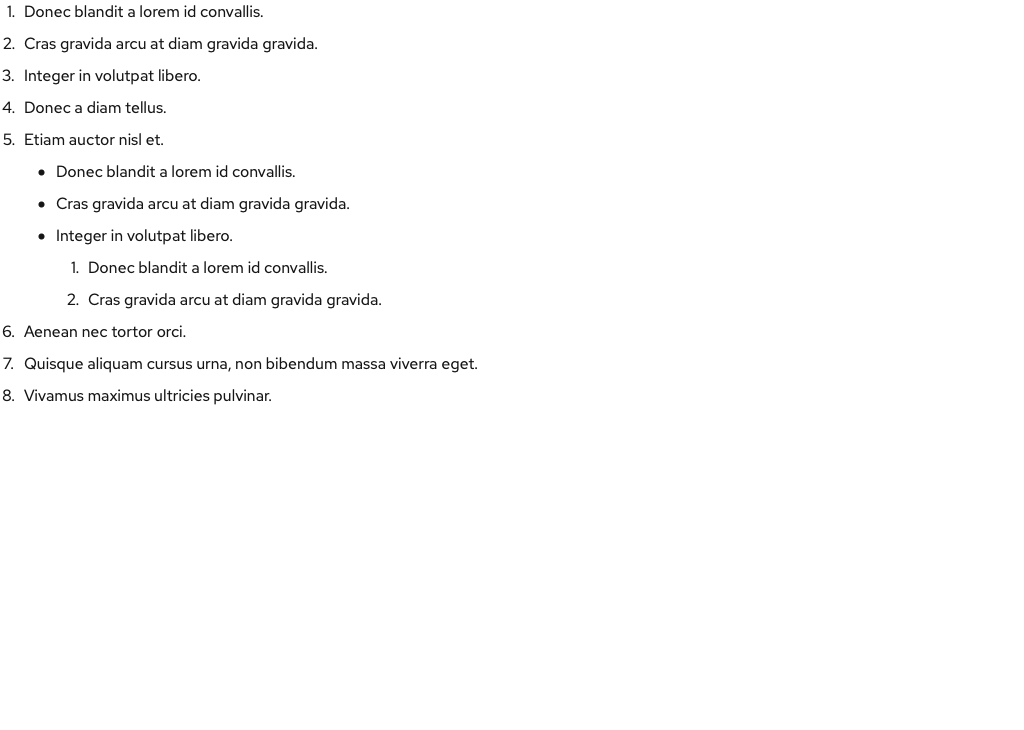 1. Donec blandit a lorem id convallis.
2. Cras gravida arcu at diam gravida gravida.
3. Integer in volutpat libero.
4. Donec a diam tellus.
5. Etiam auctor nisl et.
• Donec blandit a lorem id convallis.
• Cras gravida arcu at diam gravida gravida.
• Integer in volutpat libero.
1. Donec blandit a lorem id convallis.
2. Cras gravida arcu at diam gravida gravida.
6. Aenean nec tortor orci.
7. Quisque aliquam cursus urna, non bibendum massa viverra eget.
8. Vivamus maximus ultricies pulvinar.